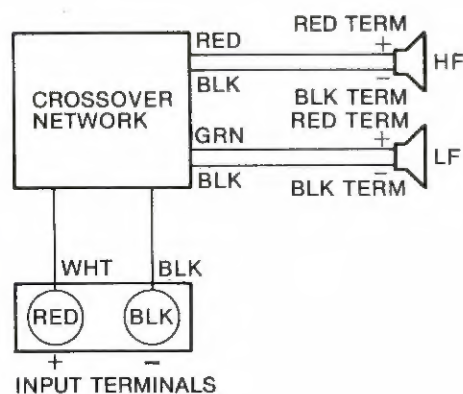 RED
RED TERM
+
HF
−
BLK
BLK TERM
CROSSOVER
NETWORK
GRN
RED TERM
+
LF
−
BLK
BLK TERM
WHT
BLK
RED
BLK
+
−
INPUT TERMINALS